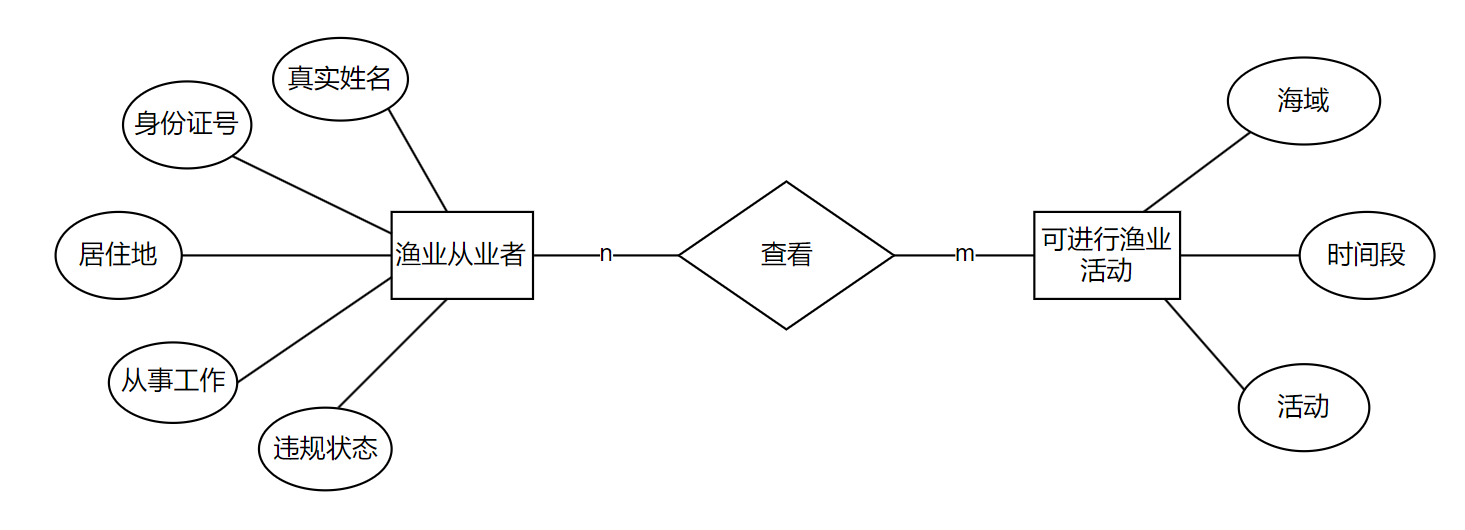 真实姓名
身份证号
居住地
从事工作
违规状态
渔业从业者
n
查看
m
可进行渔业
活动
海域
时间段
活动